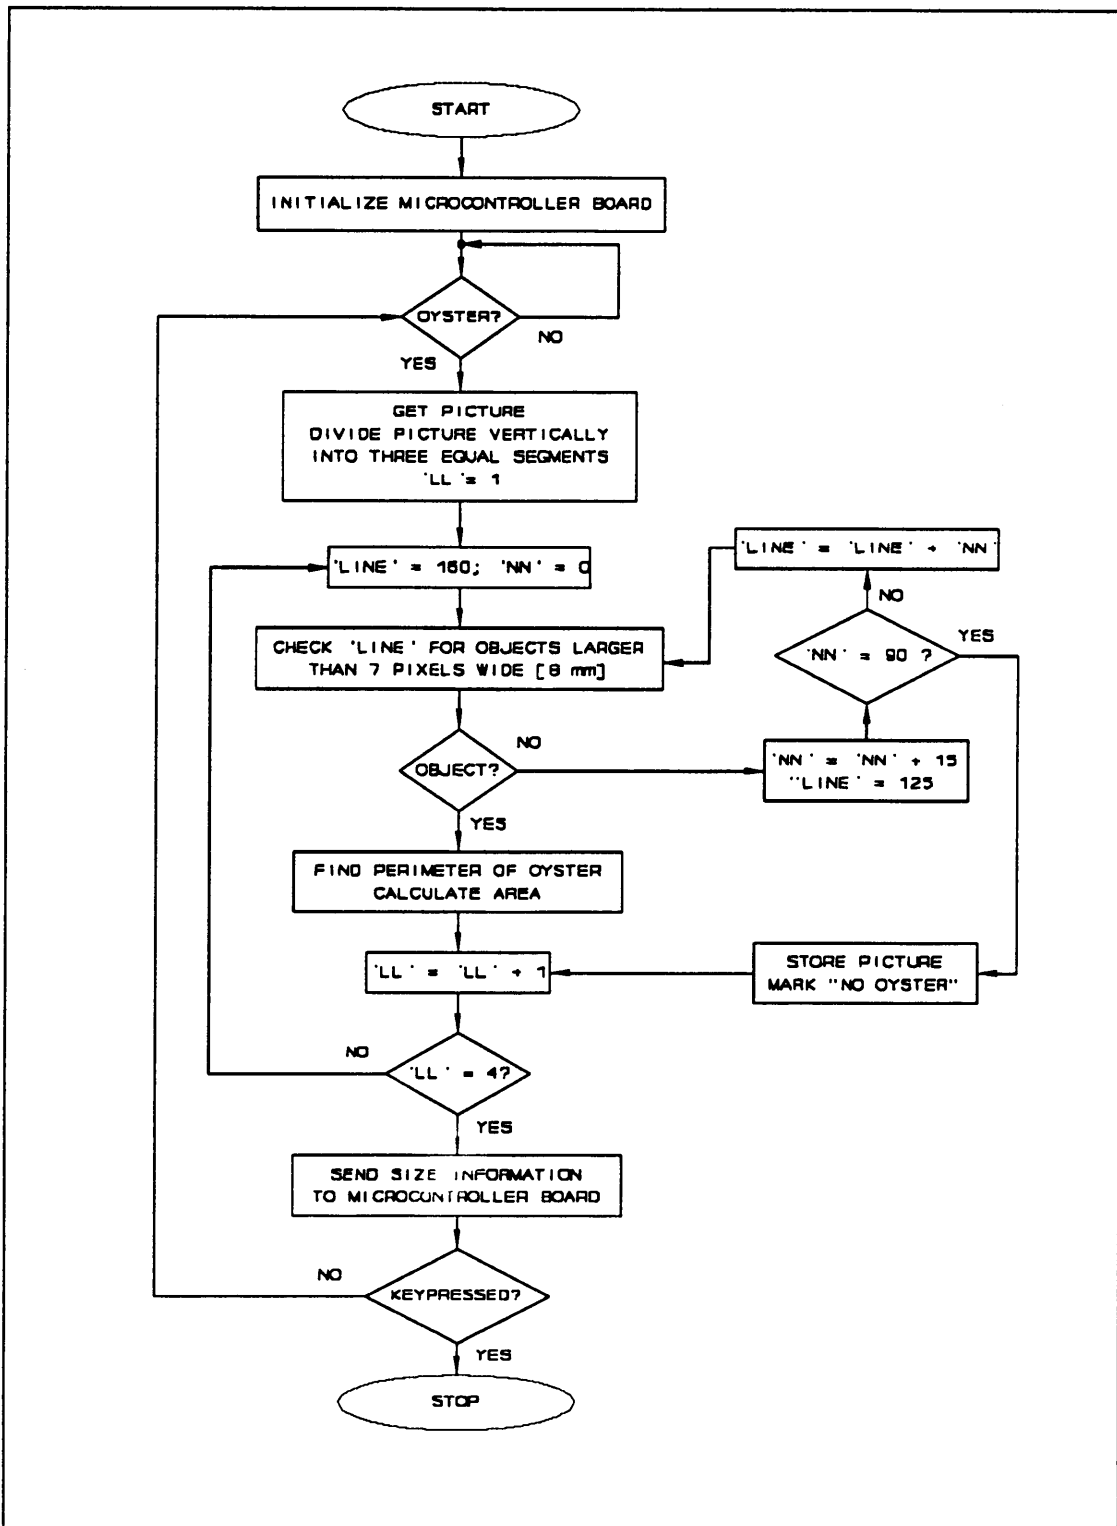 START
INITIALIZE MICROCONTROLLER BOARD
OYSTER?
NO
YES
GET PICTURE
DIVIDE PICTURE VERTICALLY
INTO THREE EQUAL SEGMENTS
'LL' = 1
'LINE' = 160; 'NN' = 0
'LINE' = 'LINE' + 'NN'
NO
CHECK 'LINE' FOR OBJECTS LARGER
THAN 7 PIXELS WIDE [8 mm]
'NN' = 90 ?
YES
OBJECT?
NO
'NN' = 'NN' + 15
"LINE' = 125
YES
FIND PERIMETER OF OYSTER
CALCULATE AREA
'LL' = 'LL' + 1
STORE PICTURE
MARK "NO OYSTER"
NO
'LL' = 4?
YES
SEND SIZE INFORMATION
TO MICROCONTROLLER BOARD
NO
KEYPRESSED?
YES
STOP